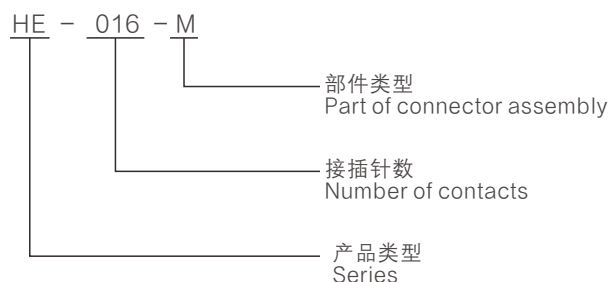 HE - 016 - M
部件类型
Part of connector assembly
接插针数
Number of contacts
产品类型
Series